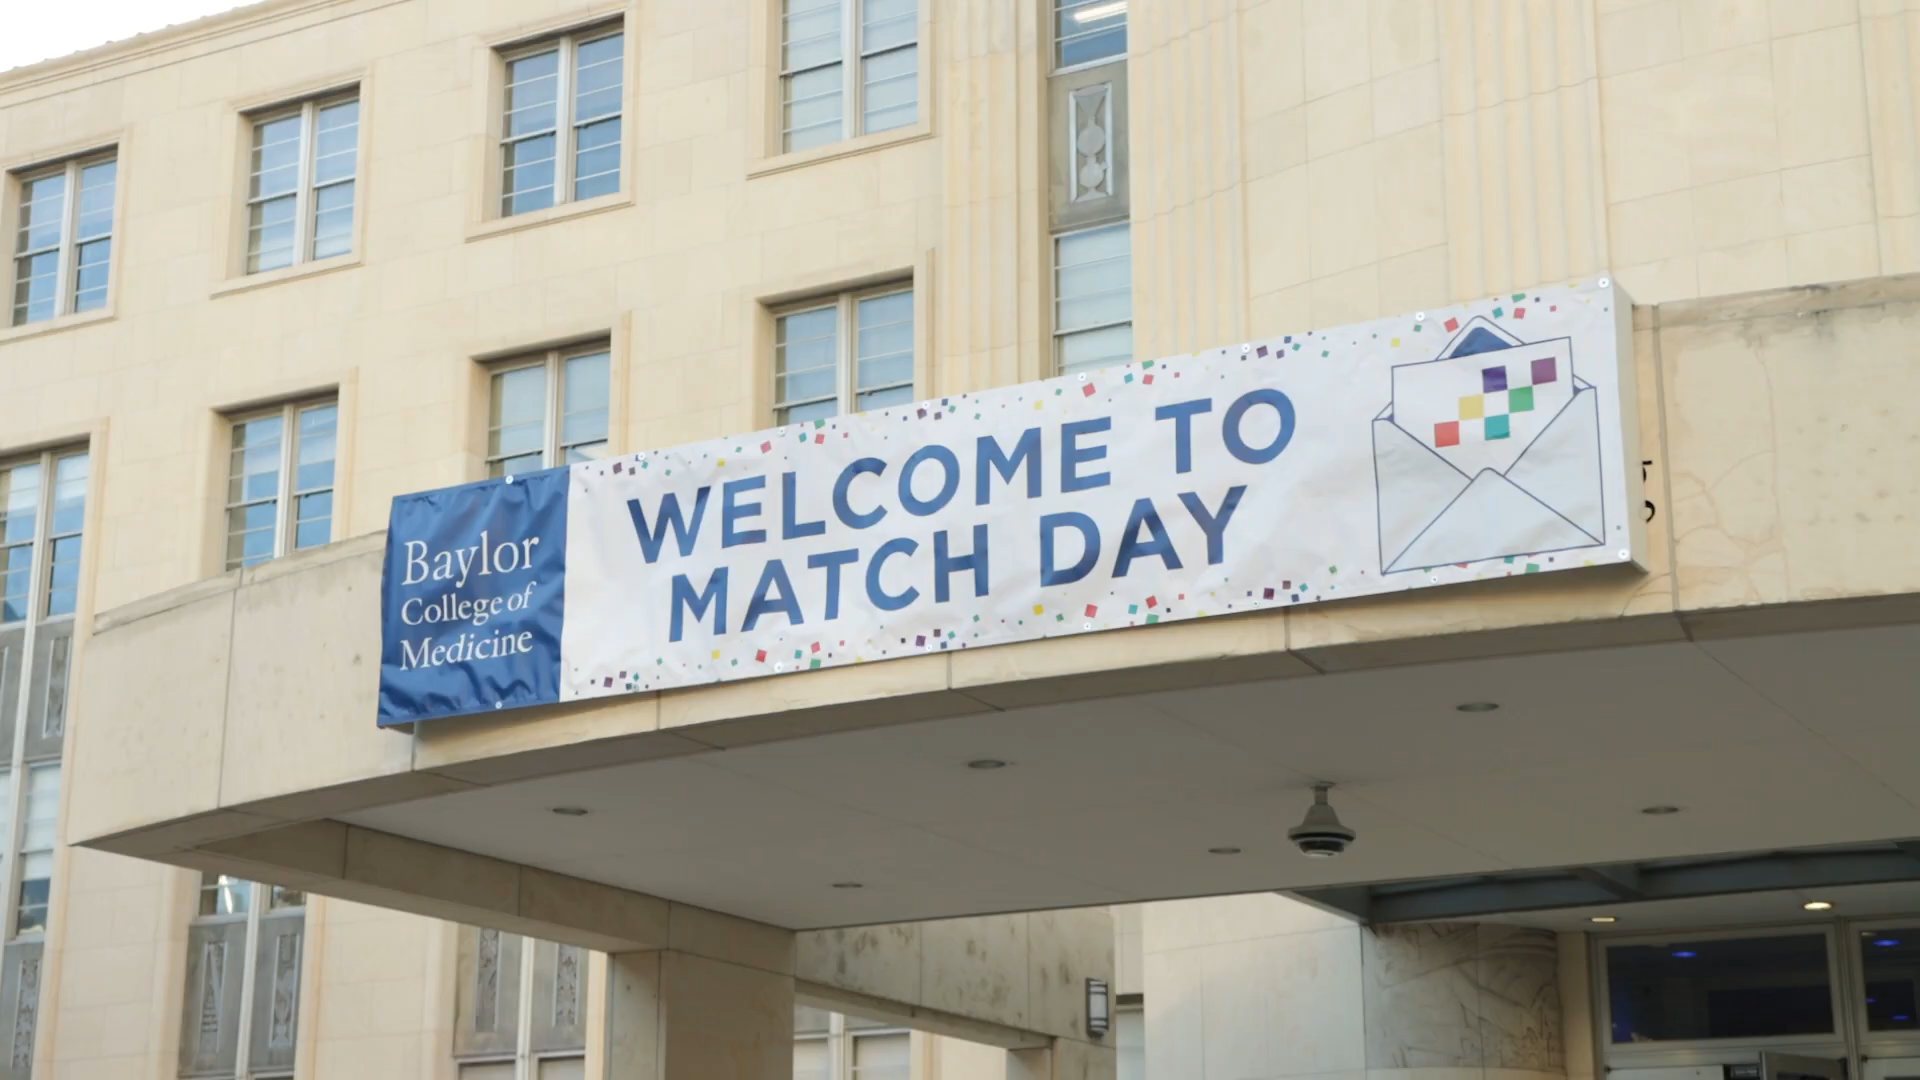 Baylor
College of
Medicine
WELCOME TO
MATCH DAY